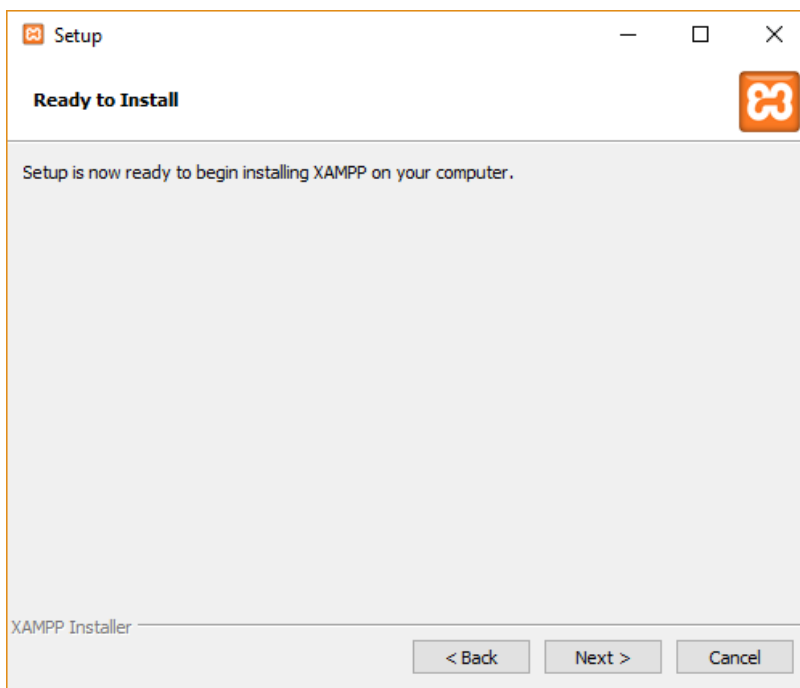 Setup
Ready to Install
Setup is now ready to begin installing XAMPP on your computer.
XAMPP Installer
< Back
Next >
Cancel